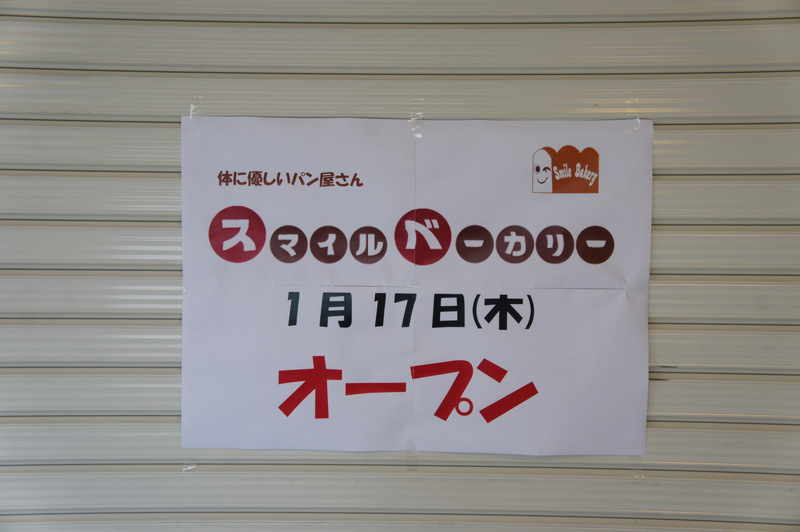 体に優しいパン屋さん
Smile Bakery
スマイルベーカリー
1月17日(木)
オープン